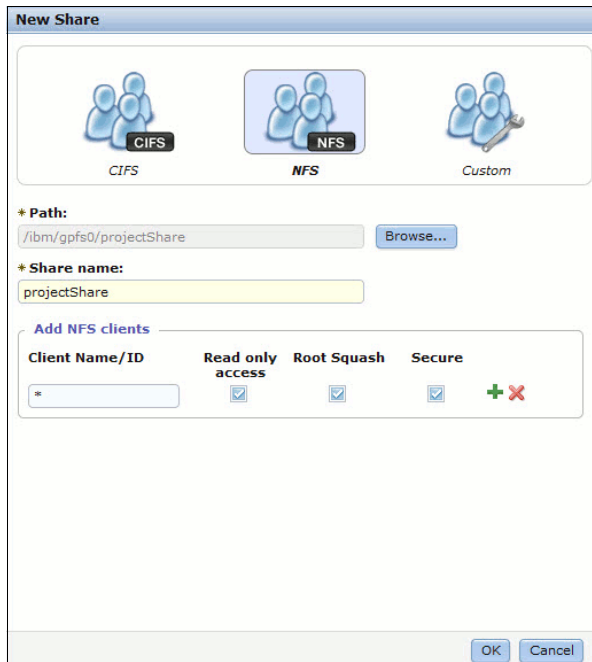 New Share
CIFS NFS
CIFS NFS Custom
* Path:
/ibm/gpfs0/projectShare Browse...
* Share name:
projectShare
Add NFS clients
Client Name/ID Read only access Root Squash Secure
*
OK Cancel